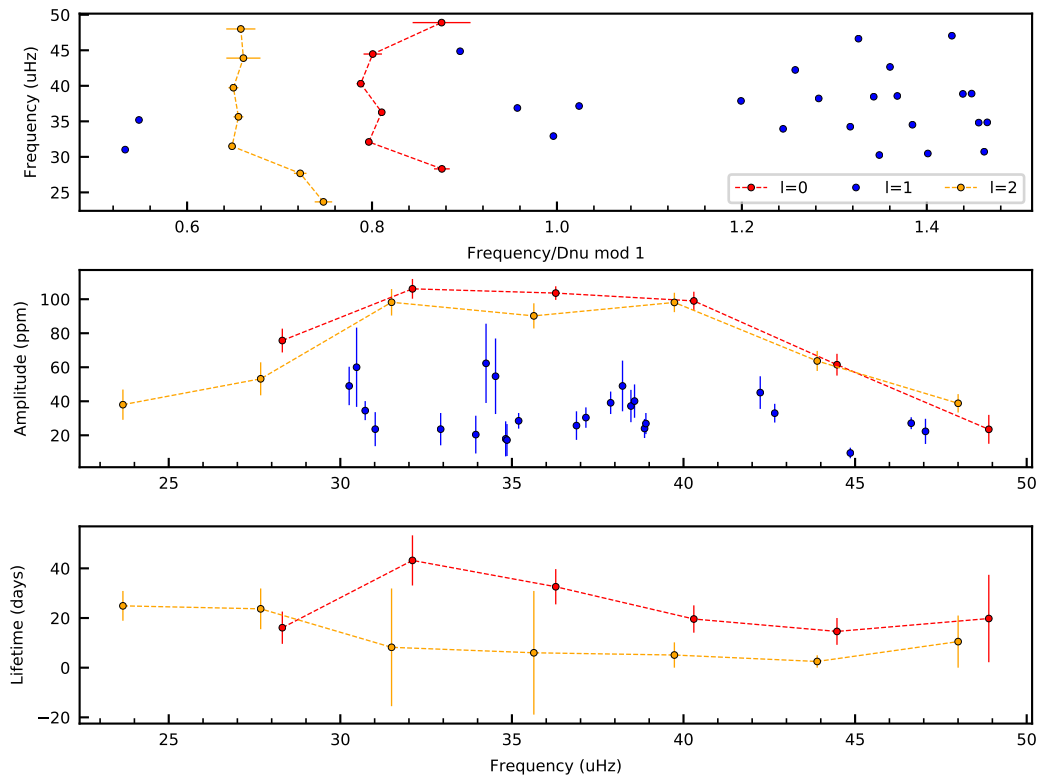 50
45
40
35
30
25
Frequency (uHz)
0.6 0.8 1.0 1.2 1.4
Frequency/Dnu mod 1
l=0 l=1 l=2
100
80
60
40
20
Amplitude (ppm)
25 30 35 40 45 50
40
20
0
−20
Lifetime (days)
25 30 35 40 45 50
Frequency (uHz)